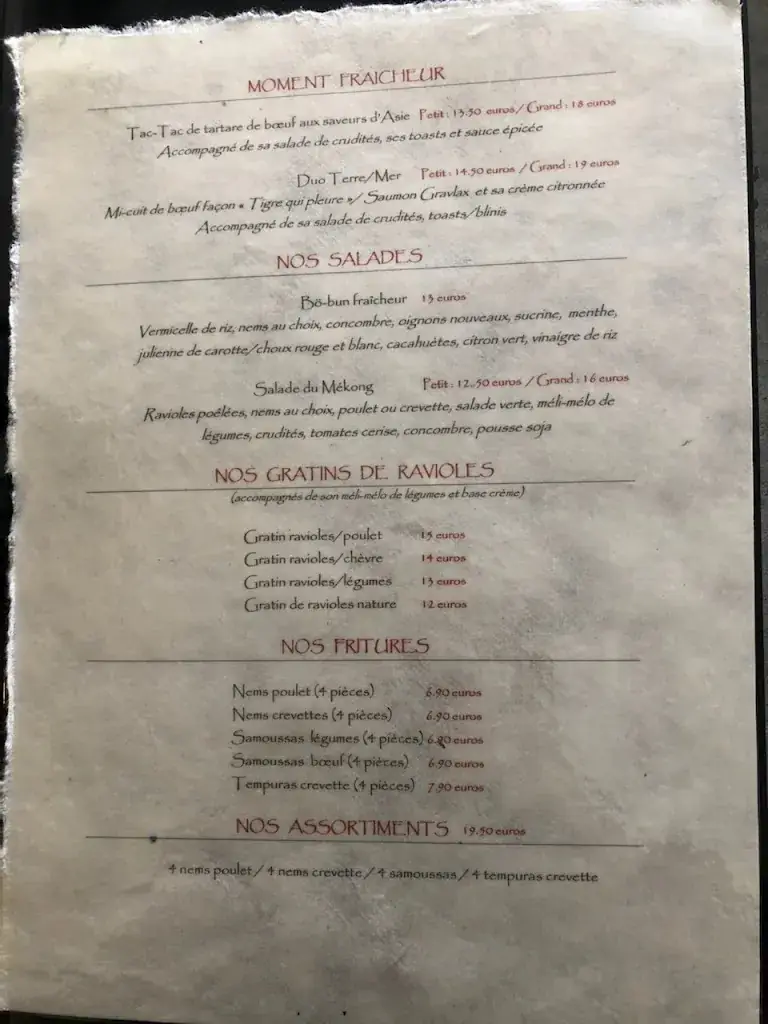 MOMENT FRAICHEUR
Tac-Tac de tartare de bœuf aux saveurs d'Asie Petit : 13.50 euros / Grand : 18 euros
Accompagné de sa salade de crudités, ses toasts et sauce épicée
Duo Terre/Mer Petit : 14.50 euros / Grand : 19 euros
Mi-cuit de bœuf façon « Tigre qui pleure »/ Saumon Gravlax et sa crème citronnée
Accompagné de sa salade de crudités, toasts/blinis
NOS SALADES
Bö-bun fraîcheur 13 euros
Vermicelle de riz, nems au choix, concombre, oignons nouveaux, sucrine, menthe,
julienne de carotte/choux rouge et blanc, cacahuètes, citron vert, vinaigre de riz
Salade du Mékong Petit : 12.50 euros / Grand : 16 euros
Ravioles poêlées, nems au choix, poulet ou crevette, salade verte, méli-mélo de
légumes, crudités, tomates cerise, concombre, pousse soja
NOS GRATINS DE RAVIOLES
(accompagnés de son méli-mélo de légumes et base crème)
Gratin ravioles/poulet 15 euros
Gratin ravioles/chèvre 14 euros
Gratin ravioles/légumes 13 euros
Gratin de ravioles nature 12 euros
NOS FRITURES
Nems poulet (4 pièces) 6.90 euros
Nems crevettes (4 pièces) 6.90 euros
Samoussas légumes (4 pièces) 6.90 euros
Samoussas bœuf (4 pièces) 6.90 euros
Tempuras crevette (4 pièces) 7.90 euros
NOS ASSORTIMENTS 19.50 euros
4 nems poulet / 4 nems crevette / 4 samoussas / 4 tempuras crevette